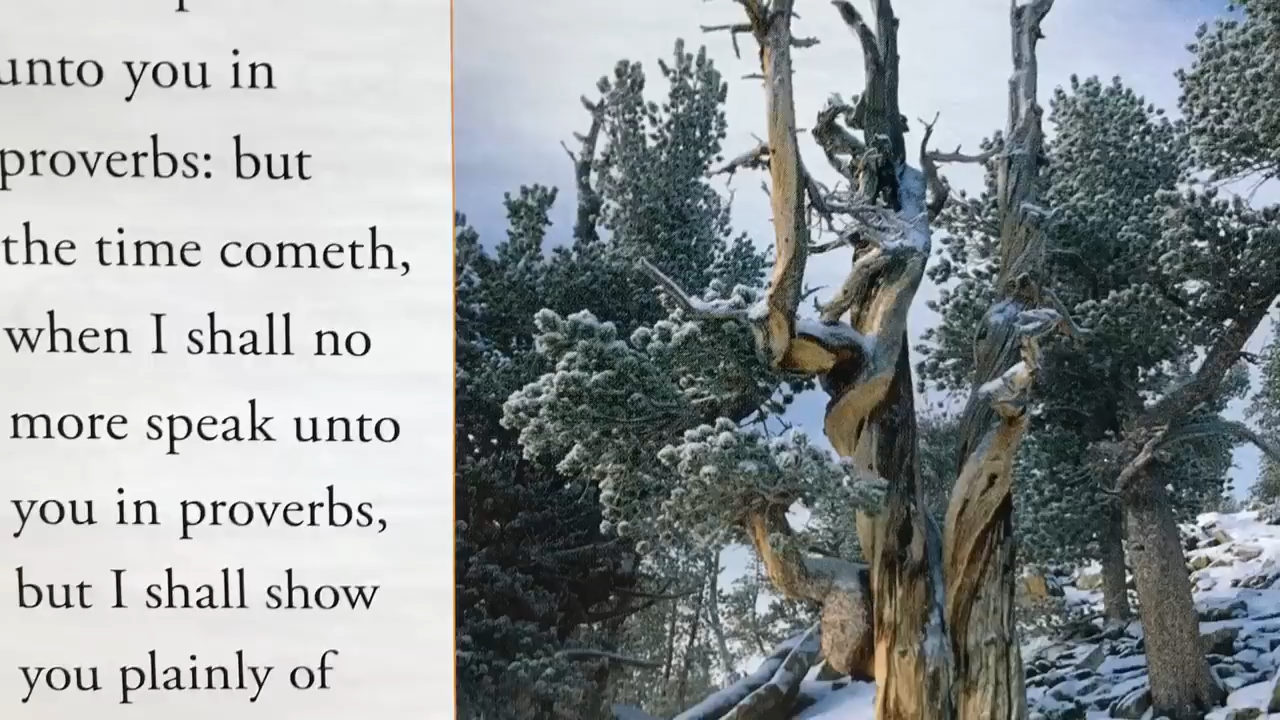 unto you in
proverbs: but
the time cometh,
when I shall no
more speak unto
you in proverbs,
but I shall show
you plainly of